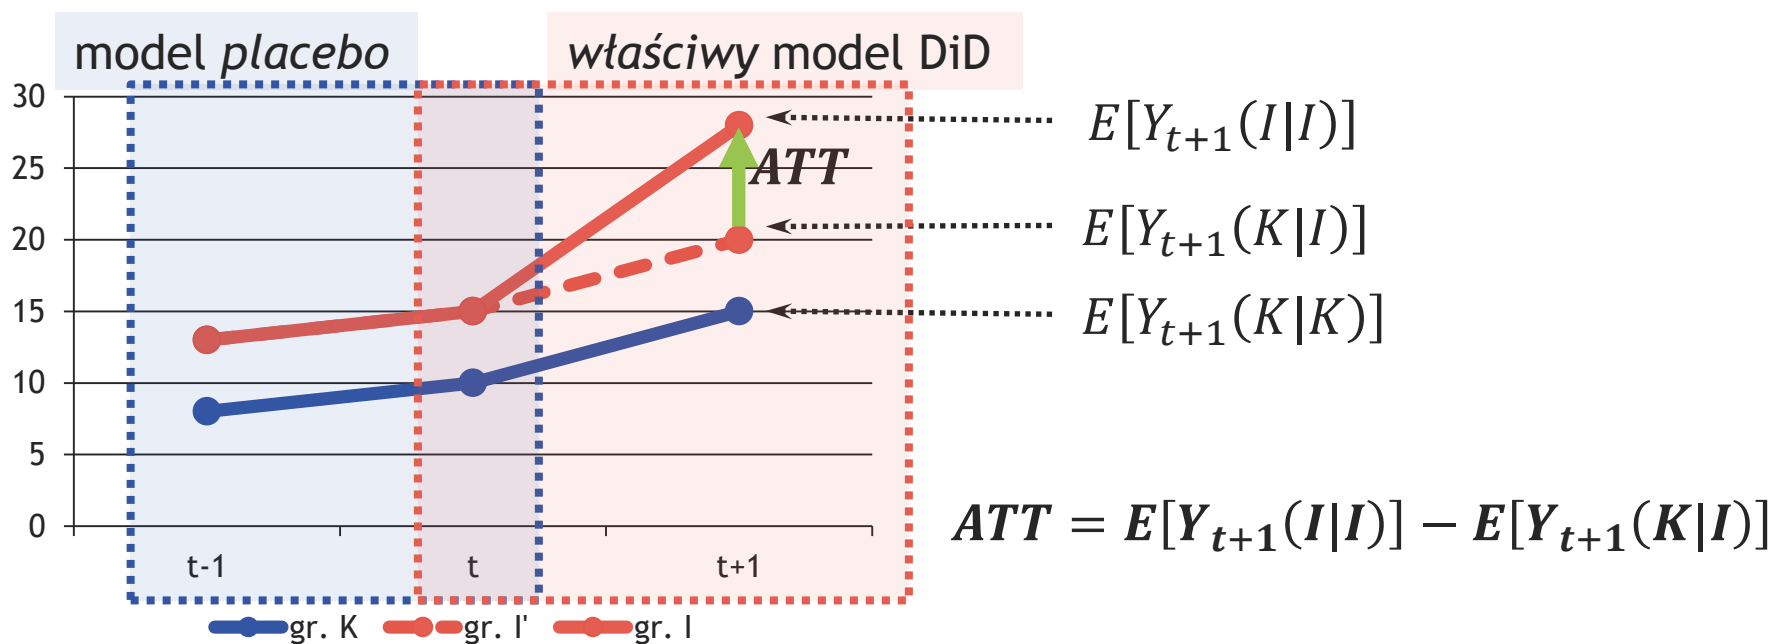 model placebo
właściwy model DiD
30
25
20
15
10
5
0
ATT
E[Y_{t+1}(I|I)]
E[Y_{t+1}(K|I)]
E[Y_{t+1}(K|K)]
ATT = E[Y_{t+1}(I|I)] − E[Y_{t+1}(K|I)]
t-1 t t+1
gr. K gr. I' gr. I